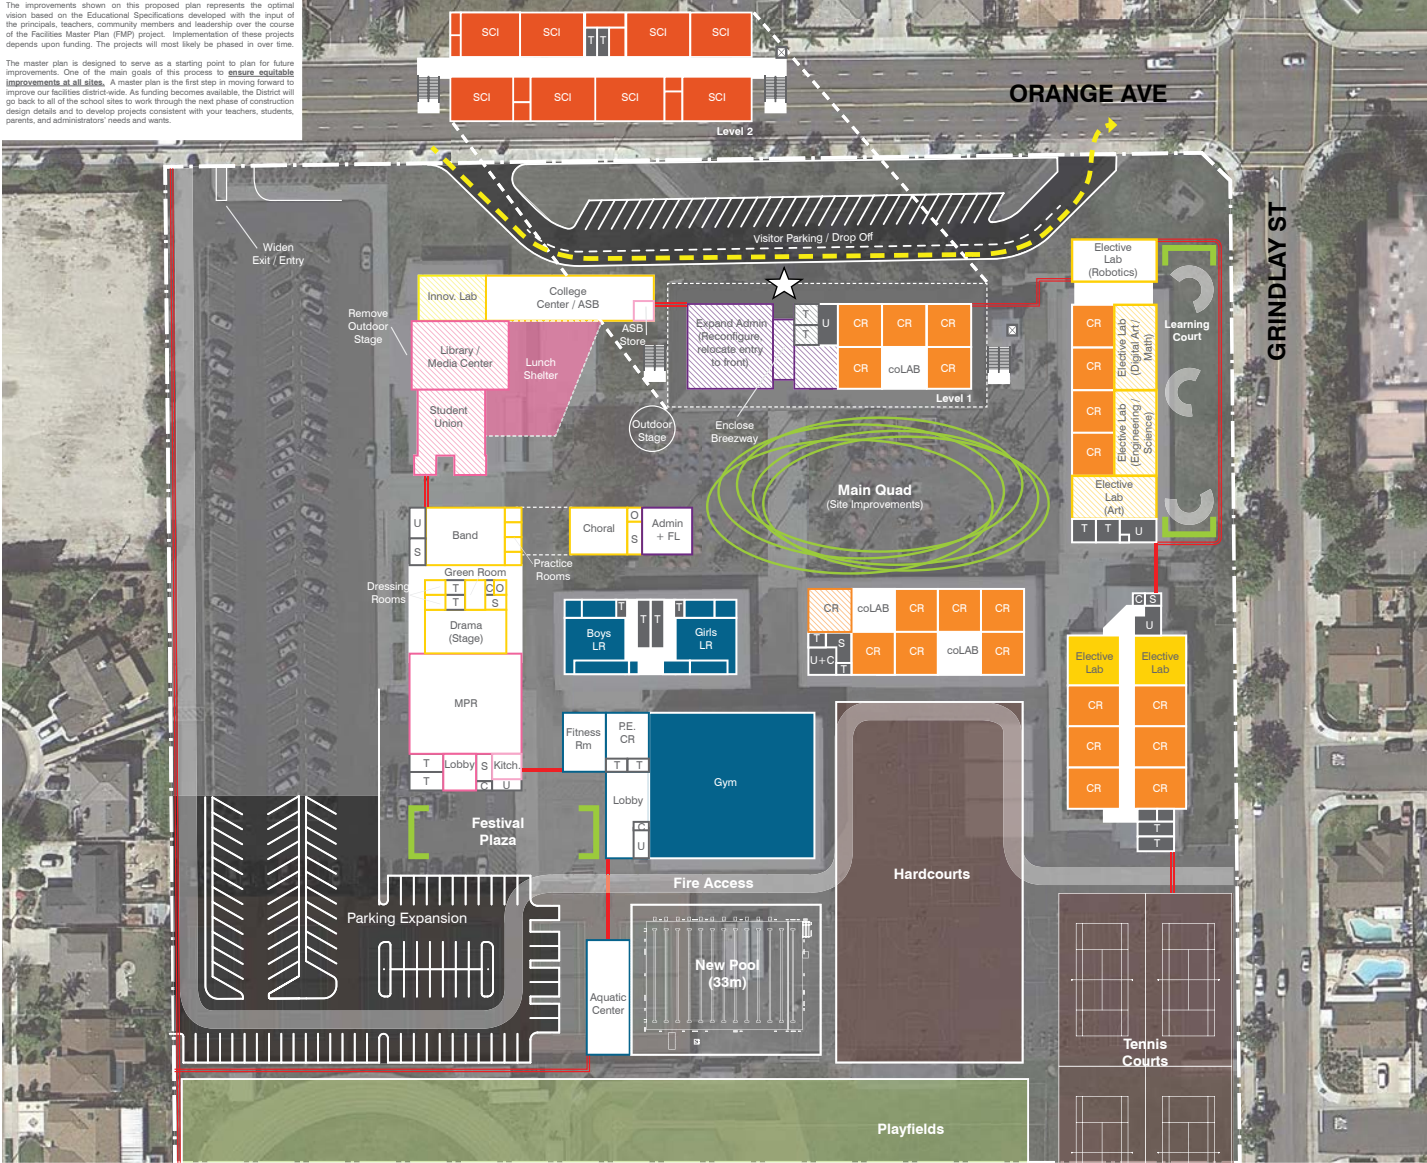 The improvements shown on this proposed plan represents the optimal
vision based on the Educational Specifications developed with the input of
the principals, teachers, community members and leadership over the course
of the Facilities Master Plan (FMP) project. Implementation of these projects
depends upon funding. The projects will most likely be phased in over time.
The master plan is designed to serve as a starting point to plan for future
improvements. One of the main goals of this process to ensure equitable
improvements at all sites. A master plan is the first step in moving forward to
improve our facilities district-wide. As funding becomes available, the District will
go back to all of the school sites to work through the next phase of construction
design details and to develop projects consistent with your teachers, students,
parents, and administrators' needs and wants.
SCI
SCI
T T
SCI
SCI
SCI
SCI
SCI
SCI
Level 2
ORANGE AVE
GRINDLAY ST
Widen
Exit / Entry
Visitor Parking / Drop Off
Remove
Outdoor
Stage
Innov. Lab
College
Center / ASB
ASB
Store
Library /
Media Center
Lunch
Shelter
Student
Union
Expand Admin
(Reconfigure,
relocate entry
to front)
T
T
U
CR
CR
CR
CR
coLAB
CR
Level 1
Outdoor
Stage
Enclose
Breezway
Elective
Lab
(Robotics)
CR
CR
CR
CR
Elective Lab
(Digital Art /
Math)
Elective Lab
(Engineering /
Science)
Elective
Lab
(Art)
T
T
U
Learning
Court
Main Quad
(Site Improvements)
U
S
Band
Practice
Rooms
Choral
O
S
Admin
+ FL
Green Room
Dressing
Rooms
T
T
C O
S
Drama
(Stage)
MPR
T
T
Lobby
S
C
Kitch.
U
T
T T
T
Boys
LR
Girls
LR
CR
coLAB
CR
CR
CR
T
S
U+C
T
CR
CR
coLAB
CR
C S
U
Elective
Lab
Elective
Lab
CR
CR
CR
CR
CR
CR
T
T
Fitness
Rm
P.E.
CR
T
T
Lobby
C
U
Gym
Festival
Plaza
Fire Access
Parking Expansion
Hardcourts
Aquatic
Center
New Pool
(33m)
Tennis
Courts
Playfields